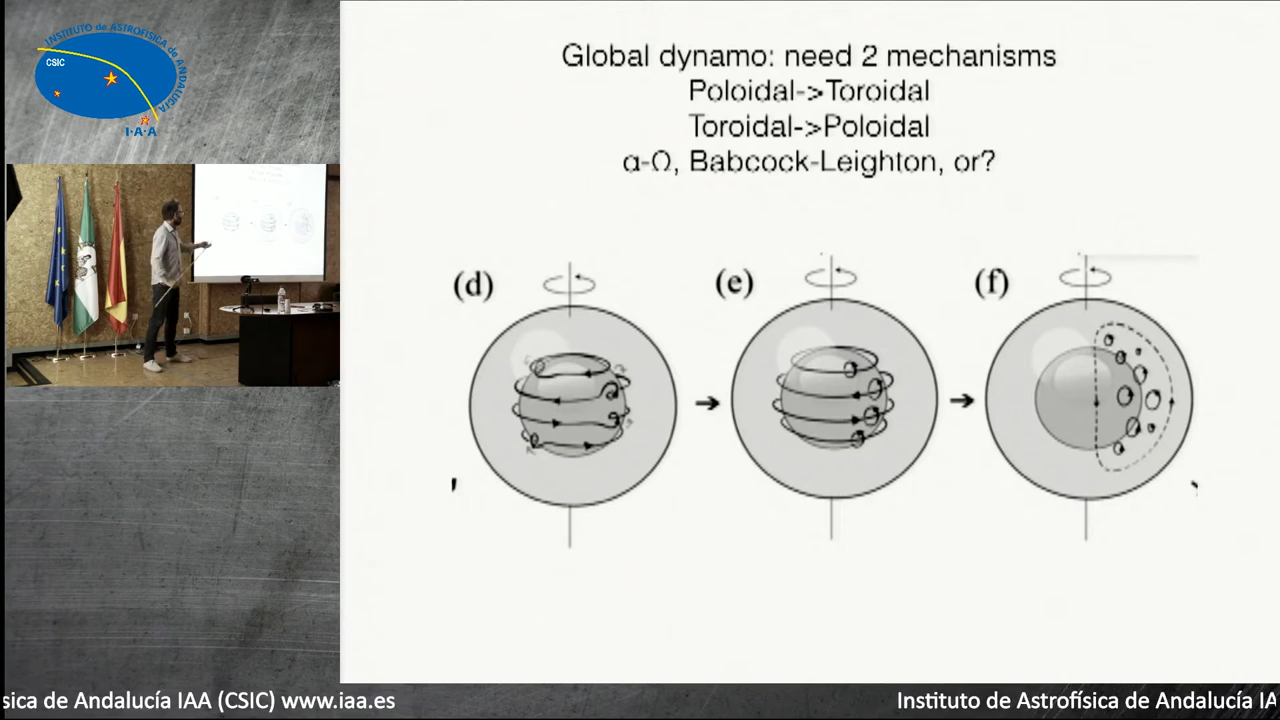 INSTITUTO de ASTROFÍSICA de ANDALUCÍA
CSIC
I·A·A
Global dynamo: need 2 mechanisms
Poloidal->Toroidal
Toroidal->Poloidal
α-Ω, Babcock-Leighton, or?
(d)
(e)
(f)
sica de Andalucía IAA (CSIC) www.iaa.es
Instituto de Astrofísica de Andalucía IA